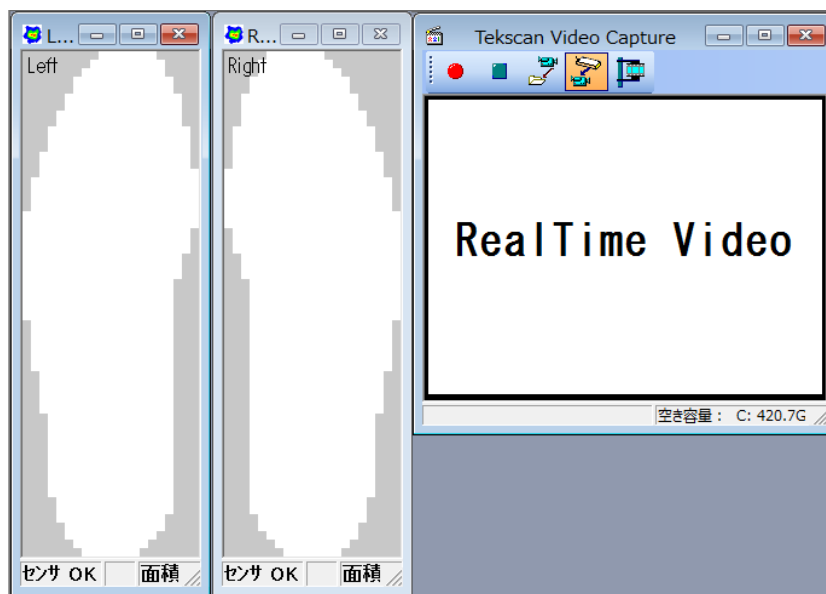 L...
R...
Tekscan Video Capture
Left
Right
RealTime Video
空き容量： C: 420.7G
センサ OK
面積
センサ OK
面積